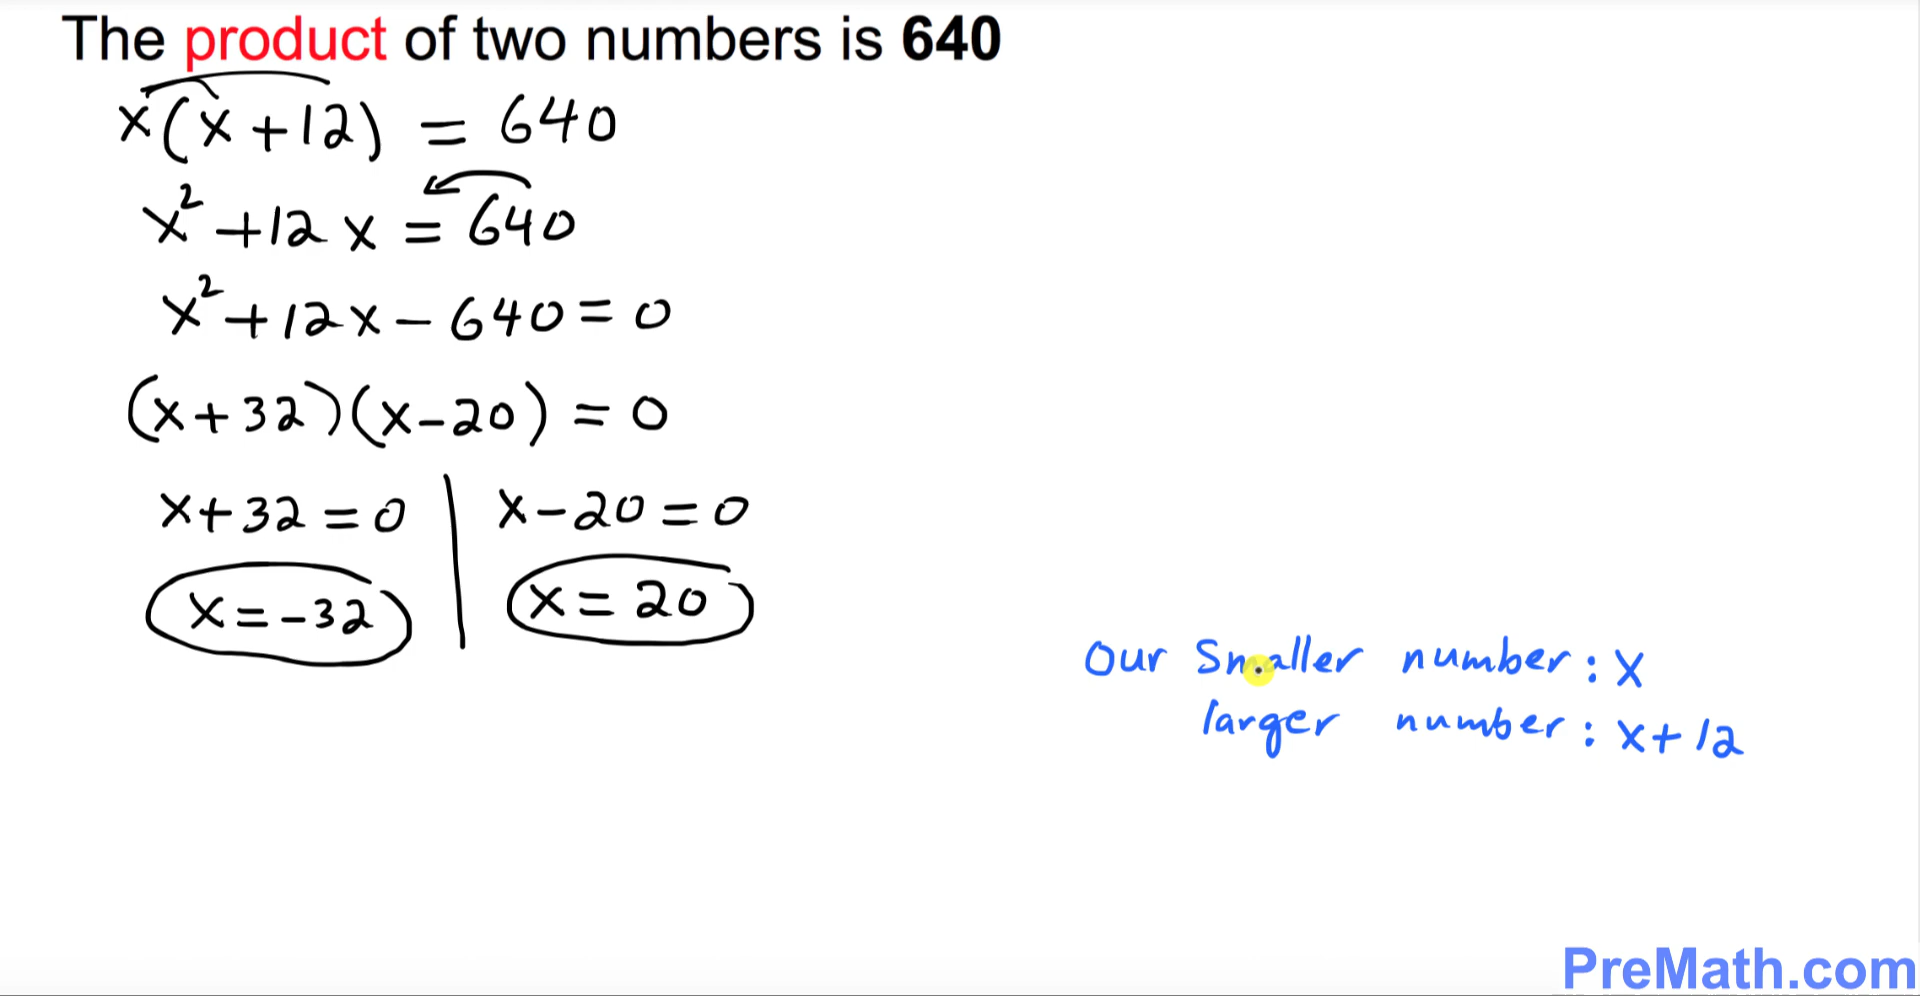 The product of two numbers is 640
x(x+12) = 640
x²+12x = 640
x²+12x-640=0
(x+32)(x-20) = 0
x+32=0 | x-20=0
x=-32 | x=20
Our Smaller number: x
larger number: x+12
PreMath.com